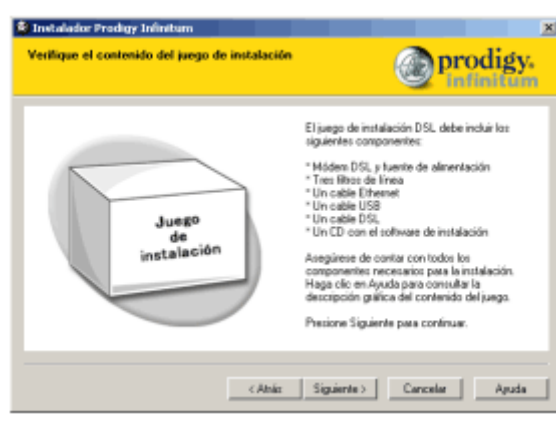 Instalador Prodigy Infinitum
Verifique el contenido del juego de instalación
prodigy.
infinitum
El juego de instalación DSL debe incluir los
siguientes componentes:
* Módem DSL y fuente de alimentación
* Tres filtros de línea
* Un cable Ethernet
* Un cable USB
* Un cable DSL
* Un CD con el software de instalación
Juego
de
instalación
Asegúrese de contar con todos los
componentes necesarios para la instalación.
Haga clic en Ayuda para consultar la
descripción gráfica del contenido del juego.
Presione Siguiente para continuar.
< Atrás
Siguiente >
Cancelar
Ayuda